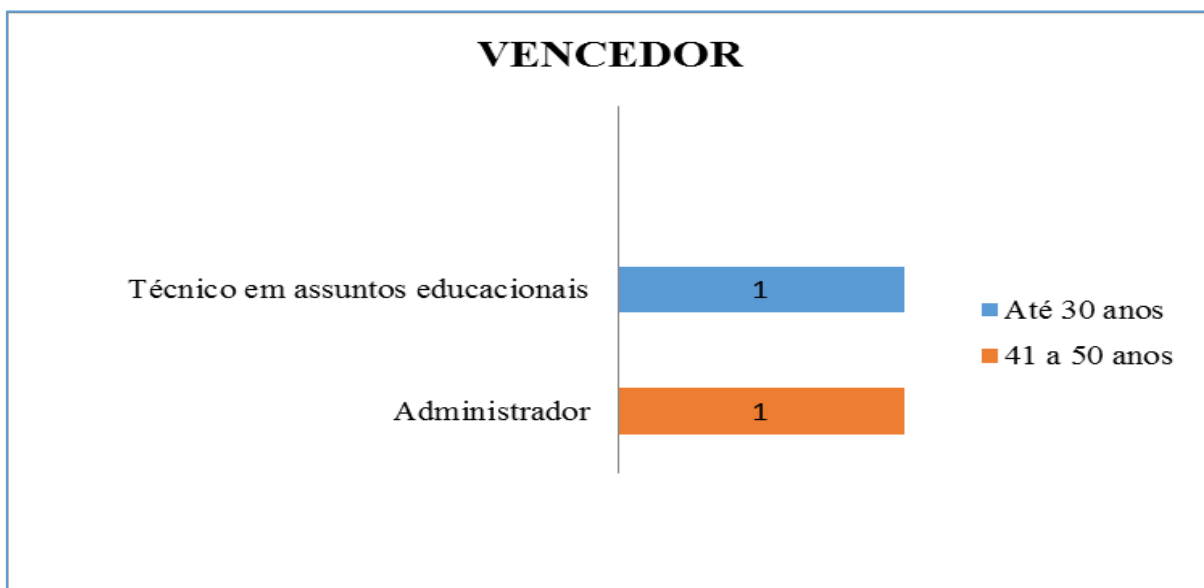 VENCEDOR
Técnico em assuntos educacionais
1
Administrador
1
Até 30 anos
41 a 50 anos